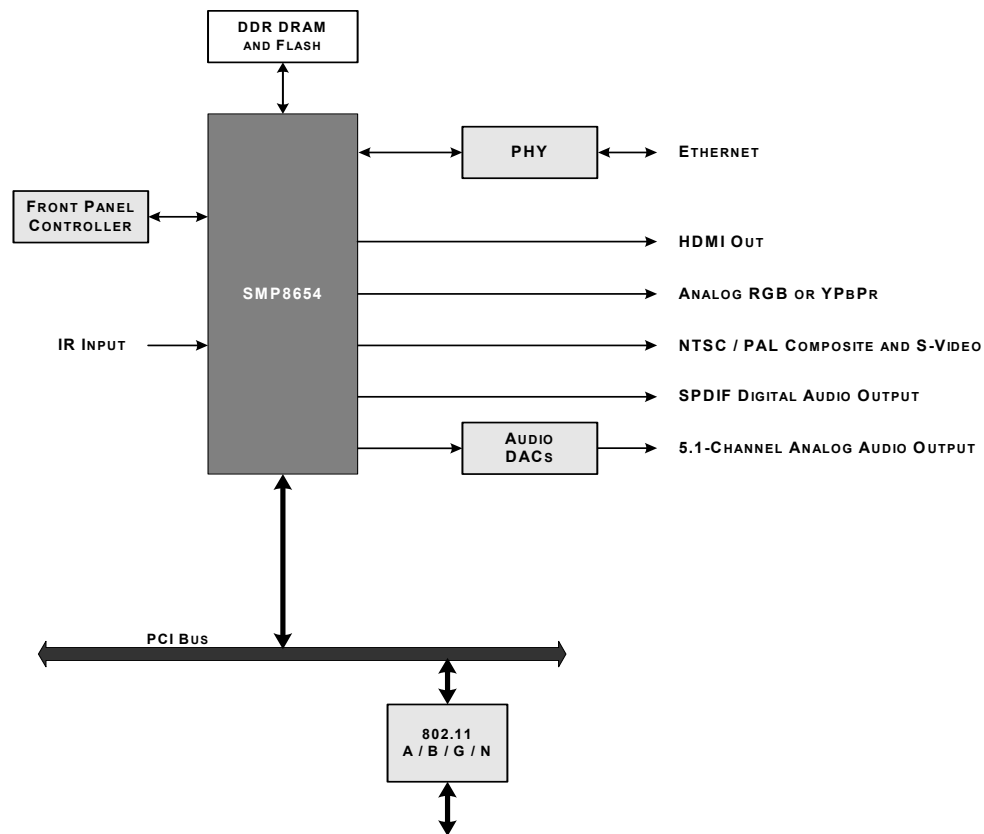 DDR DRAM
AND FLASH
PHY
ETHERNET
FRONT PANEL
CONTROLLER
HDMI OUT
SMP8654
ANALOG RGB OR YPBPR
IR INPUT
NTSC / PAL COMPOSITE AND S-VIDEO
SPDIF DIGITAL AUDIO OUTPUT
AUDIO
DACS
5.1-CHANNEL ANALOG AUDIO OUTPUT
PCI BUS
802.11
A / B / G / N